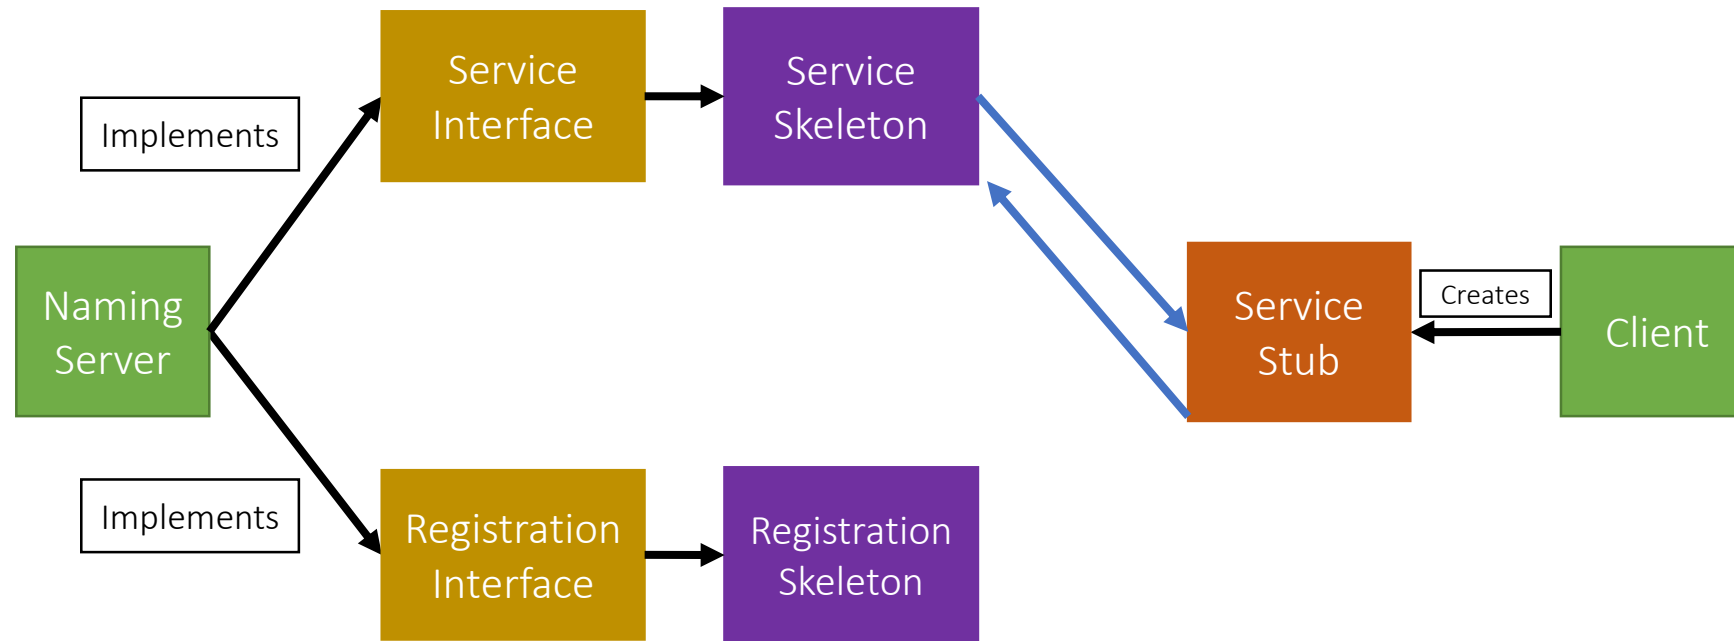 Service
Interface
Service
Skeleton
Implements
Naming
Server
Service
Stub
Creates
Client
Implements
Registration
Interface
Registration
Skeleton